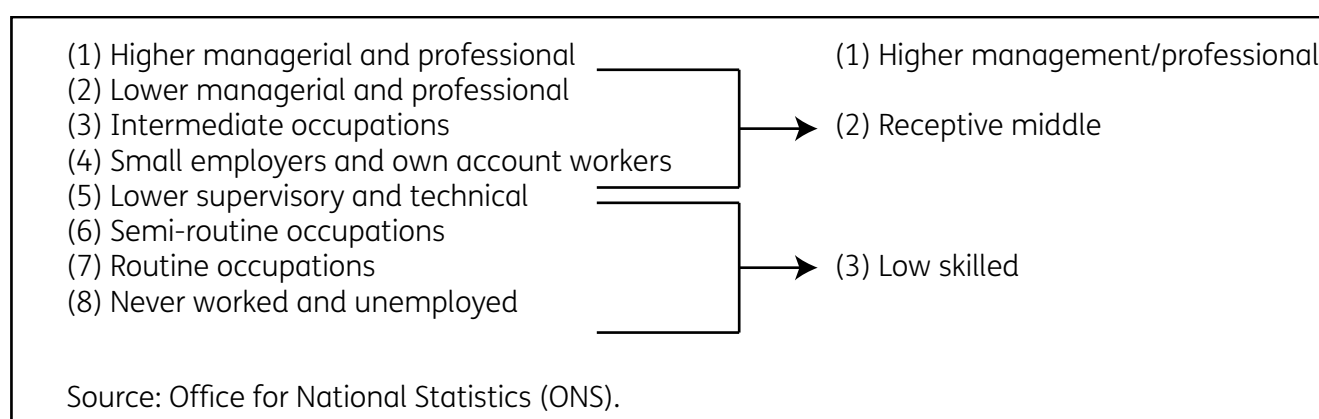 (1) Higher managerial and professional
(2) Lower managerial and professional
(3) Intermediate occupations
(4) Small employers and own account workers
(5) Lower supervisory and technical
(6) Semi-routine occupations
(7) Routine occupations
(8) Never worked and unemployed
(1) Higher management/professional
(2) Receptive middle
(3) Low skilled
Source: Office for National Statistics (ONS).